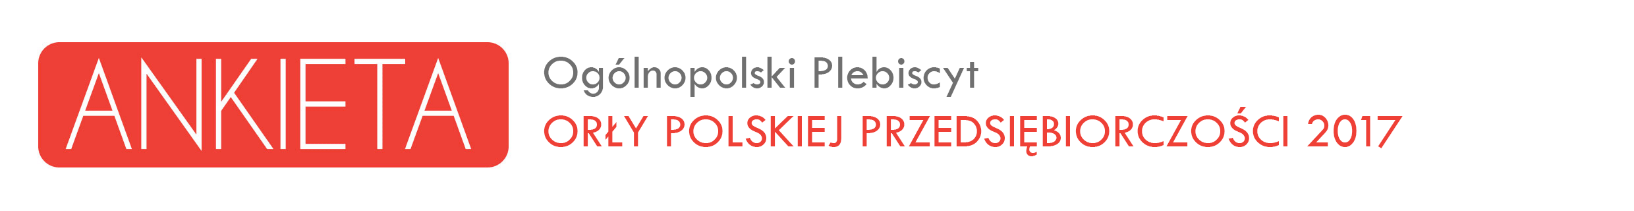 ANKIETA
Ogólnopolski Plebiscyt
ORŁY POLSKIEJ PRZEDSIĘBIORCZOŚCI 2017